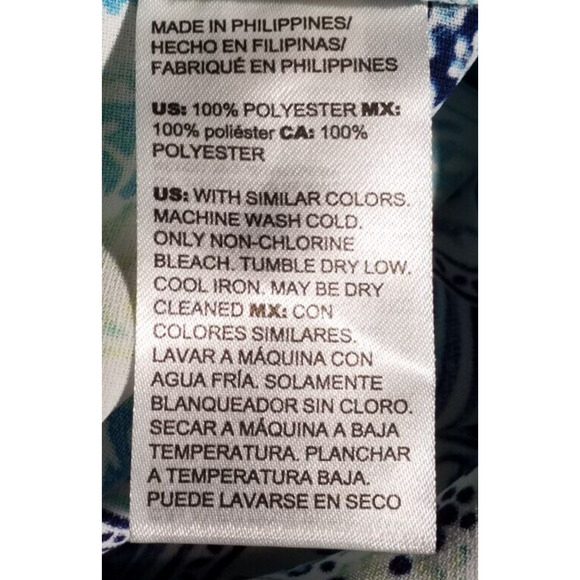 MADE IN PHILIPPINES/
HECHO EN FILIPINAS/
FABRIQUÉ EN PHILIPPINES
US: 100% POLYESTER MX:
100% poliéster CA: 100%
POLYESTER
US: WITH SIMILAR COLORS.
MACHINE WASH COLD.
ONLY NON-CHLORINE
BLEACH. TUMBLE DRY LOW.
COOL IRON. MAY BE DRY
CLEANED MX: CON
COLORES SIMILARES.
LAVAR A MÁQUINA CON
AGUA FRÍA. SOLAMENTE
BLANQUEADOR SIN CLORO.
SECAR A MÁQUINA A BAJA
TEMPERATURA. PLANCHAR
A TEMPERATURA BAJA.
PUEDE LAVARSE EN SECO